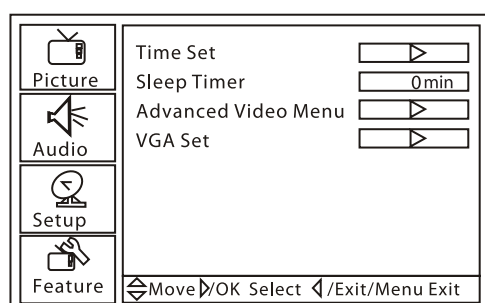 Picture
Audio
Setup
Feature
Time Set
Sleep Timer 0min
Advanced Video Menu
VGA Set
Move /OK Select /Exit/Menu Exit